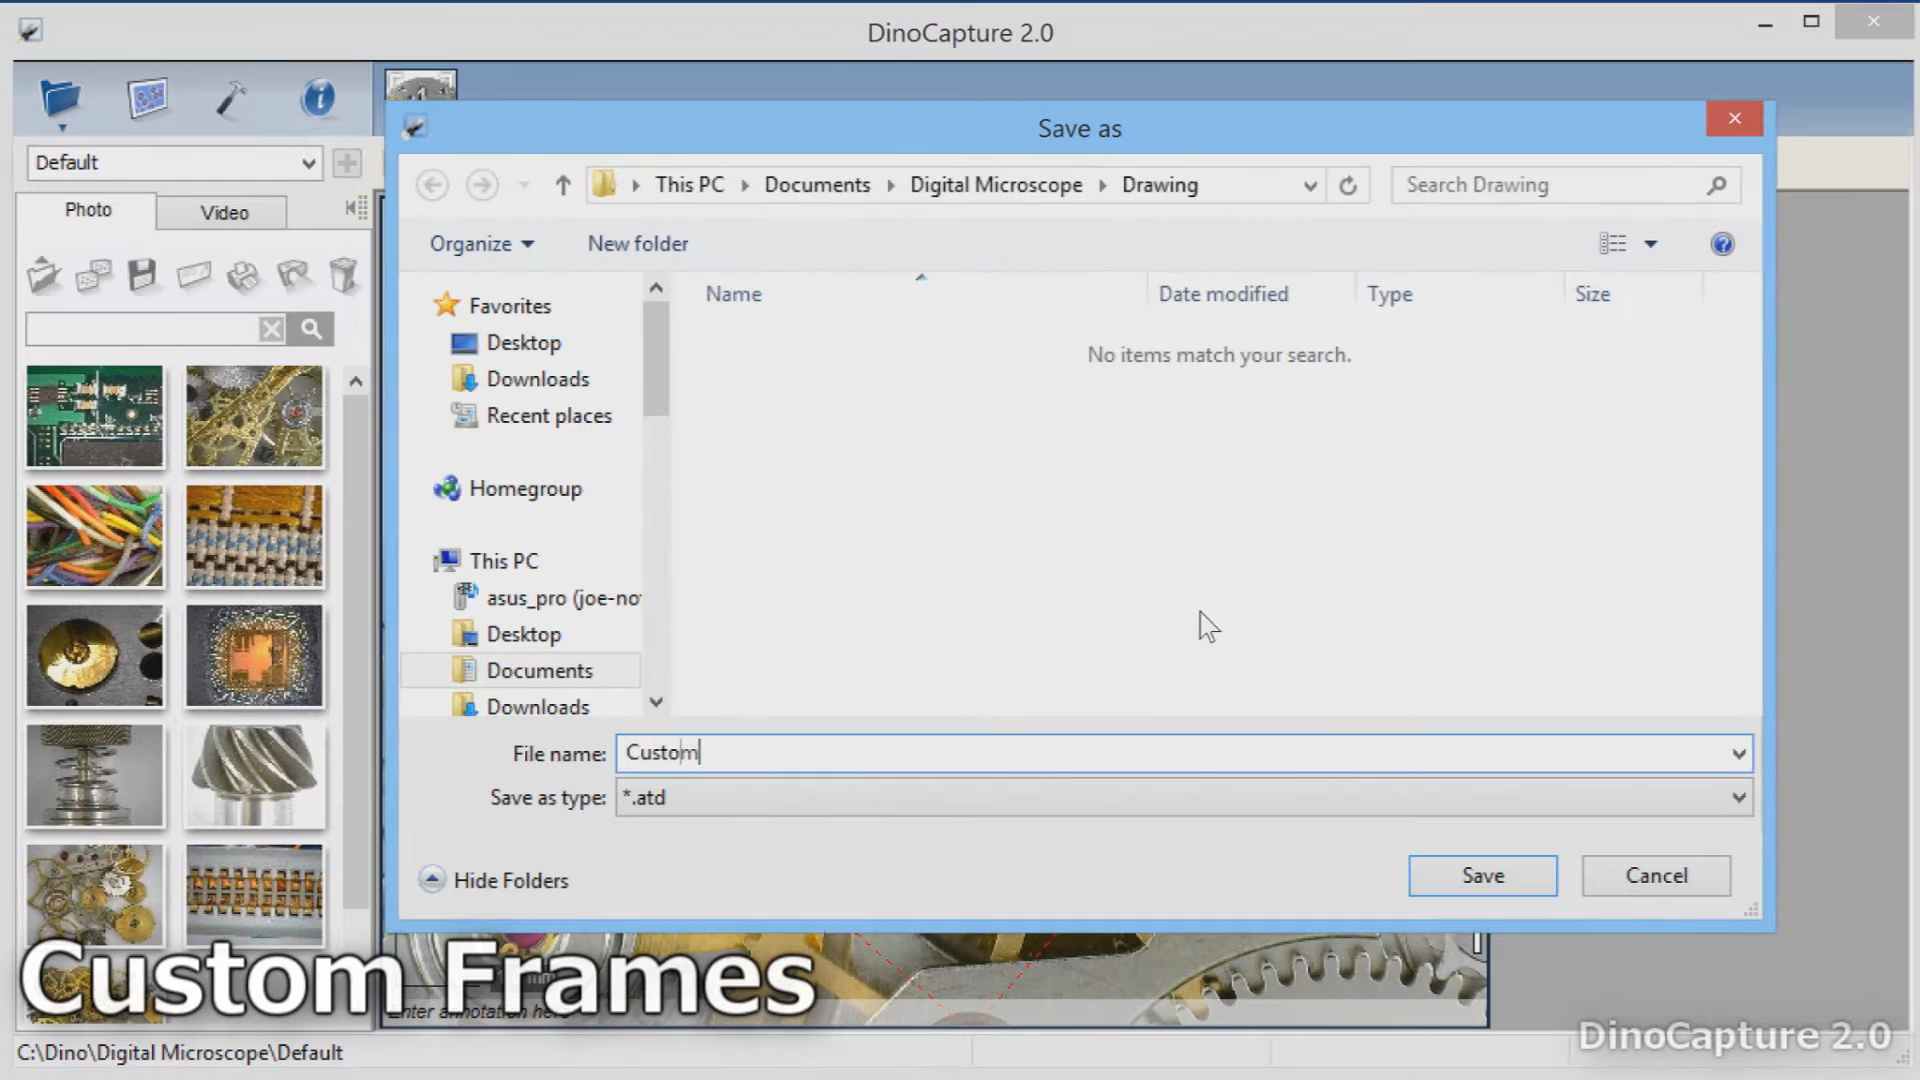 DinoCapture 2.0
Default
Photo
Video
Save as
This PC
Documents
Digital Microscope
Drawing
Search Drawing
Organize
New folder
Name
Date modified
Type
Size
No items match your search.
Favorites
Desktop
Downloads
Recent places
Homegroup
This PC
asus_pro (joe-no
Desktop
Documents
Downloads
File name:
Custom
Save as type:
*.atd
Hide Folders
Save
Cancel
Custom Frames
Enter annotation here
C:\Dino\Digital Microscope\Default
DinoCapture 2.0